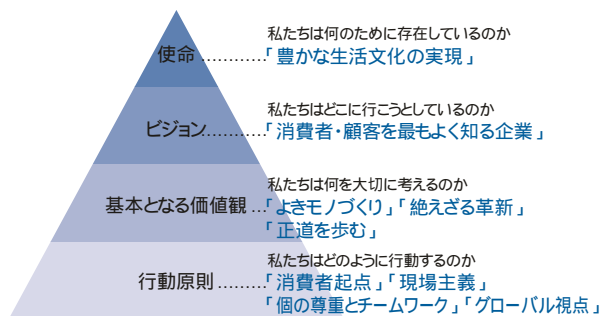 私たちは何のために存在しているのか
使命…………「豊かな生活文化の実現」
私たちはどこに行こうとしているのか
ビジョン…………「消費者・顧客を最もよく知る企業」
私たちは何を大切に考えるのか
基本となる価値観…「よきモノづくり」「絶えざる革新」
「正道を歩む」
私たちはどのように行動するのか
行動原則………「消費者起点」「現場主義」
「個の尊重とチームワーク」「グローバル視点」